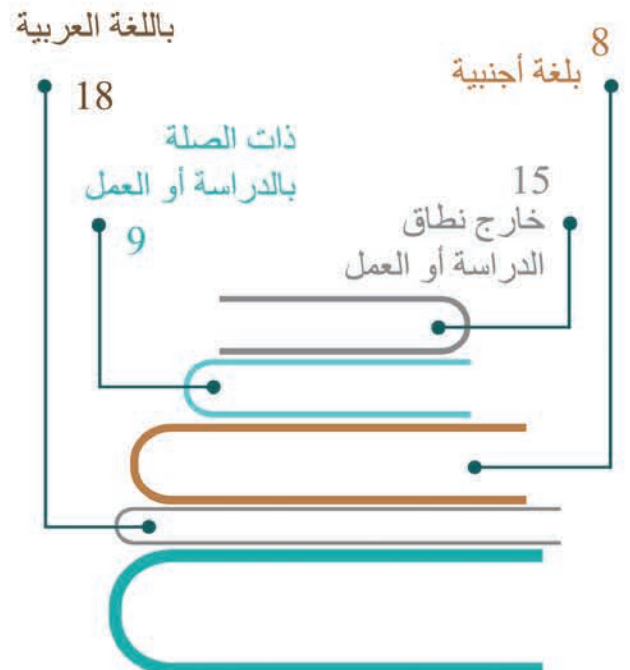 8
بلغة أجنبية
باللغة العربية
18
15
خارج نطاق
الدراسة أو العمل
ذات الصلة
بالدراسة أو العمل
9